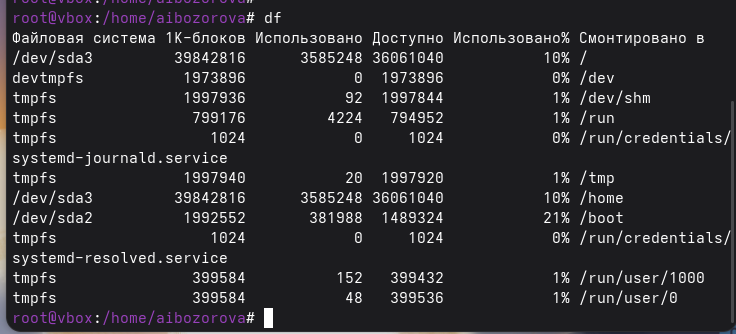 root@vbox:/home/aibozorova#
root@vbox:/home/aibozorova# df
Файловая система 1K-блоков Использовано Доступно Использовано% Смонтировано в
/dev/sda3 39842816 3585248 36061040 10% /
devtmpfs 1973896 0 1973896 0% /dev
tmpfs 1997936 92 1997844 1% /dev/shm
tmpfs 799176 4224 794952 1% /run
tmpfs 1024 0 1024 0% /run/credentials/
systemd-journald.service
tmpfs 1997940 20 1997920 1% /tmp
/dev/sda3 39842816 3585248 36061040 10% /home
/dev/sda2 1992552 381988 1489324 21% /boot
tmpfs 1024 0 1024 0% /run/credentials/
systemd-resolved.service
tmpfs 399584 152 399432 1% /run/user/1000
tmpfs 399584 48 399536 1% /run/user/0
root@vbox:/home/aibozorova#